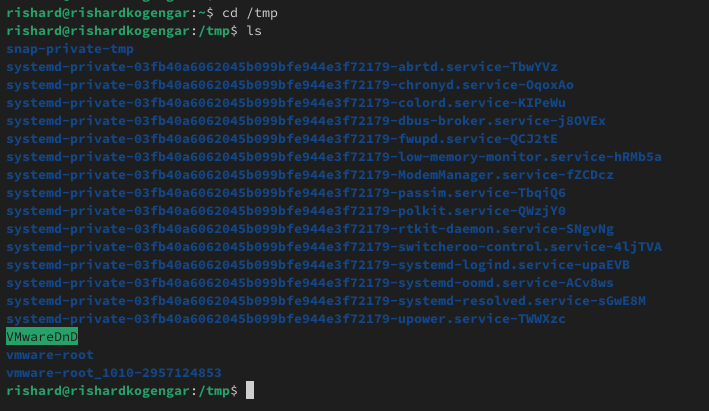 rishard@rishardkogengar:~$ cd /tmp
rishard@rishardkogengar:/tmp$ ls
snap-private-tmp
systemd-private-03fb40a6062045b099bfe944e3f72179-abrtd.service-TbwYVz
systemd-private-03fb40a6062045b099bfe944e3f72179-chronyd.service-OqoxAo
systemd-private-03fb40a6062045b099bfe944e3f72179-colord.service-KIPeWu
systemd-private-03fb40a6062045b099bfe944e3f72179-dbus-broker.service-j8OVEx
systemd-private-03fb40a6062045b099bfe944e3f72179-fwupd.service-QCJ2tE
systemd-private-03fb40a6062045b099bfe944e3f72179-low-memory-monitor.service-hRMb5a
systemd-private-03fb40a6062045b099bfe944e3f72179-ModemManager.service-fZCDcz
systemd-private-03fb40a6062045b099bfe944e3f72179-passim.service-TbqiQ6
systemd-private-03fb40a6062045b099bfe944e3f72179-polkit.service-QWzjY0
systemd-private-03fb40a6062045b099bfe944e3f72179-rtkit-daemon.service-SNgvNg
systemd-private-03fb40a6062045b099bfe944e3f72179-switcheroo-control.service-4ljTVA
systemd-private-03fb40a6062045b099bfe944e3f72179-systemd-logind.service-upaEVB
systemd-private-03fb40a6062045b099bfe944e3f72179-systemd-oomd.service-ACv8ws
systemd-private-03fb40a6062045b099bfe944e3f72179-systemd-resolved.service-sGwE8M
systemd-private-03fb40a6062045b099bfe944e3f72179-upower.service-TWWXzc
VMwareDnD
vmware-root
vmware-root_1010-2957124853
rishard@rishardkogengar:/tmp$